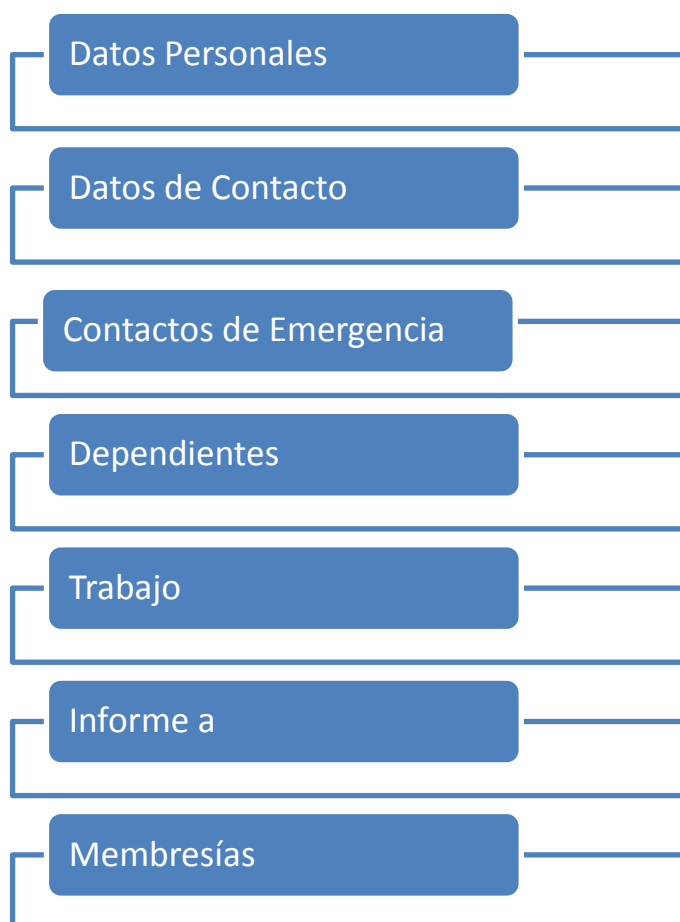 Datos Personales
Datos de Contacto
Contactos de Emergencia
Dependientes
Trabajo
Informe a
Membresías